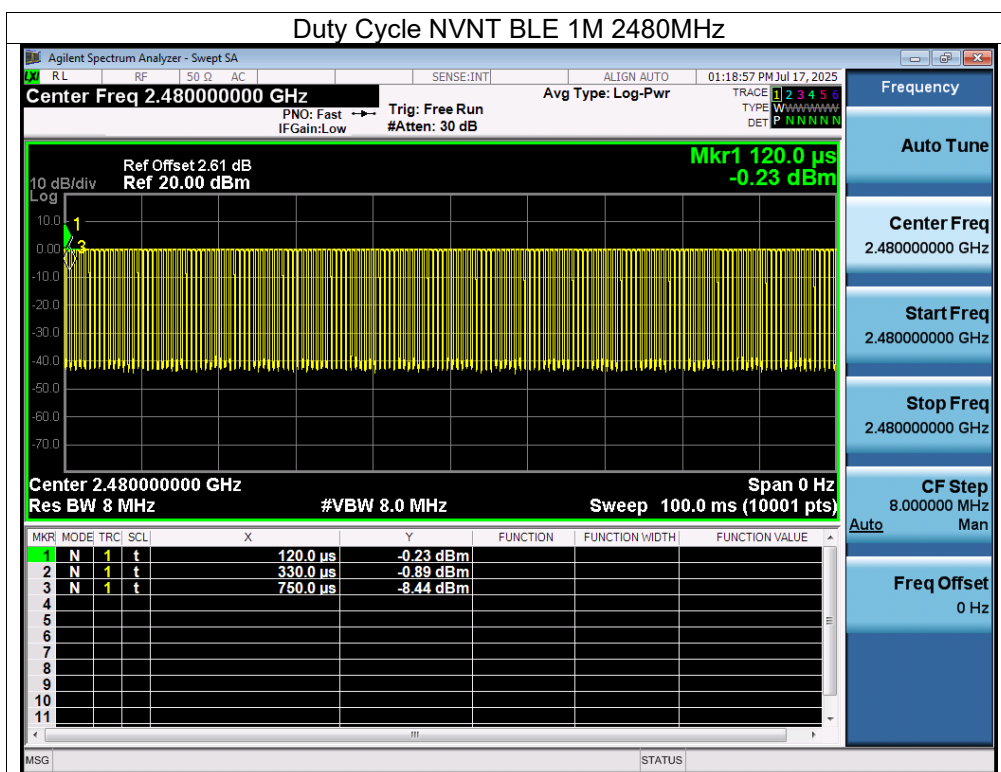 Duty Cycle NVNT BLE 1M 2480MHz
Agilent Spectrum Analyzer - Swept SA
LXI RL RF 50 Ω AC SENSE:INT ALIGN AUTO 01:18:57 PM Jul 17, 2025
Center Freq 2.480000000 GHz
PNO: Fast
IFGain:Low
Trig: Free Run
#Atten: 30 dB
Avg Type: Log-Pwr
TRACE 1 2 3 4 5 6
TYPE WWWWWWW
DET P N N N N N
Mkr1 120.0 µs
-0.23 dBm
Ref Offset 2.61 dB
10 dB/div Ref 20.00 dBm
Log
10.0
0.00
-10.0
-20.0
-30.0
-40.0
-50.0
-60.0
-70.0
1
3
Center 2.480000000 GHz Span 0 Hz
Res BW 8 MHz #VBW 8.0 MHz Sweep 100.0 ms (10001 pts)
MKR MODE TRC SCL X Y FUNCTION FUNCTION WIDTH FUNCTION VALUE
1 N 1 t 120.0 µs -0.23 dBm
2 N 1 t 330.0 µs -0.89 dBm
3 N 1 t 750.0 µs -8.44 dBm
4
5
6
7
8
9
10
11
MSG STATUS
Frequency
Auto Tune
Center Freq
2.480000000 GHz
Start Freq
2.480000000 GHz
Stop Freq
2.480000000 GHz
CF Step
8.000000 MHz
Auto Man
Freq Offset
0 Hz